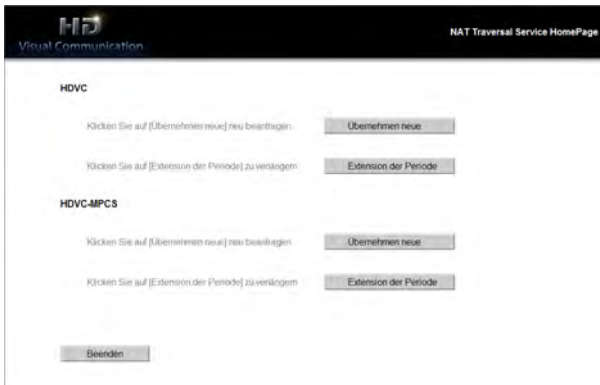 HD
Visual Communication
NAT Traversal Service HomePage
HDVC
Klicken Sie auf [Übernehmen neue] neu beantragen.
Übernehmen neue
Klicken Sie auf [Extension der Periode] zu verlängern
Extension der Periode
HDVC-MPCS
Klicken Sie auf [Übernehmen neue] neu beantragen.
Übernehmen neue
Klicken Sie auf [Extension der Periode] zu verlängern
Extension der Periode
Beenden